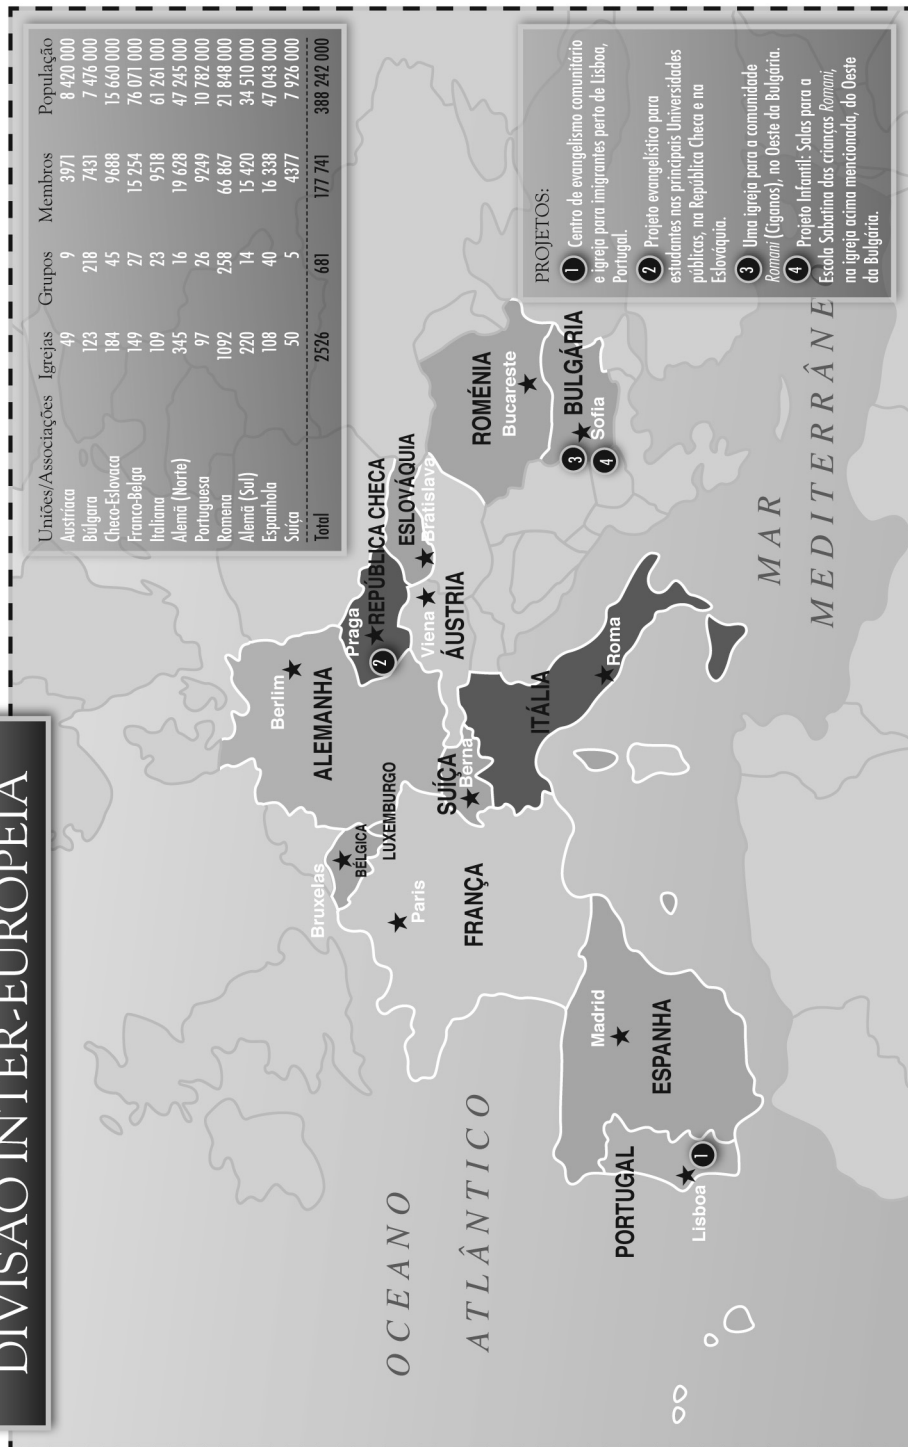 DIVISÃO INTER-EUROPEIA
Uniões/Associações Igrejas Grupos Membros População
Austríaca 49 9 3971 8 420 000
Búlgara 123 218 7431 7 476 000
Checo-Eslovaca 184 45 9688 15 660 000
Franco-Belga 149 27 15 254 76 071 000
Italiana 109 23 9518 61 261 000
Alemã (Norte) 345 16 19 628 47 245 000
Portuguesa 97 26 9249 10 782 000
Romena 1092 258 66 867 21 848 000
Alemã (Sul) 220 14 15 420 34 510 000
Espanhola 108 40 16 338 47 043 000
Suíça 50 5 4377 7 926 000
Total 2526 681 177 741 388 242 000
PROJETOS:
1 Centro de evangelismo comunitário
e igreja para imigrantes perto de Lisboa,
Portugal.
2 Projeto evangelístico para
estudantes nas principais Universidades
públicas, na República Checa e na
Eslováquia.
3 Uma igreja para a comunidade
Romani (Ciganos), no Oeste da Bulgária.
4 Projeto Infantil: Salas para a
Escola Sabatina das crianças Romani,
na igreja acima mencionada, do Oeste
da Bulgária.
Berlim
ALEMANHA
Praga
REPÚBLICA CHECA
2
ESLOVÁQUIA
Bratislava
Viena
ÁUSTRIA
ROMÉNIA
Bucareste
BULGÁRIA
Sofia
3
4
Bruxelas
BÉLGICA
LUXEMBURGO
Paris
FRANÇA
SUÍÇA
Berna
ITÁLIA
Roma
Madrid
ESPANHA
PORTUGAL
Lisboa
1
OCEANO
ATLÂNTICO
MAR
MEDITERRÂNEO